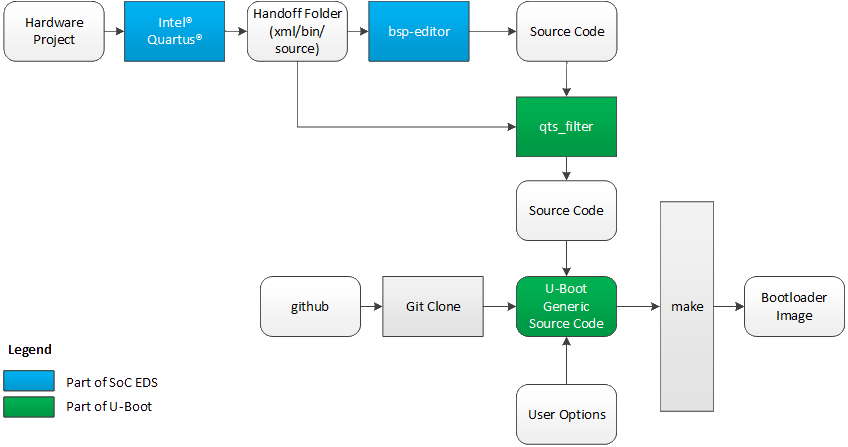 Hardware
Project
Intel®
Quartus®
Handoff Folder
(xml/bin/
source)
bsp-editor
Source Code
qts_filter
Source Code
github
Git Clone
U-Boot
Generic
Source Code
make
Bootloader
Image
User Options
Legend
Part of SoC EDS
Part of U-Boot